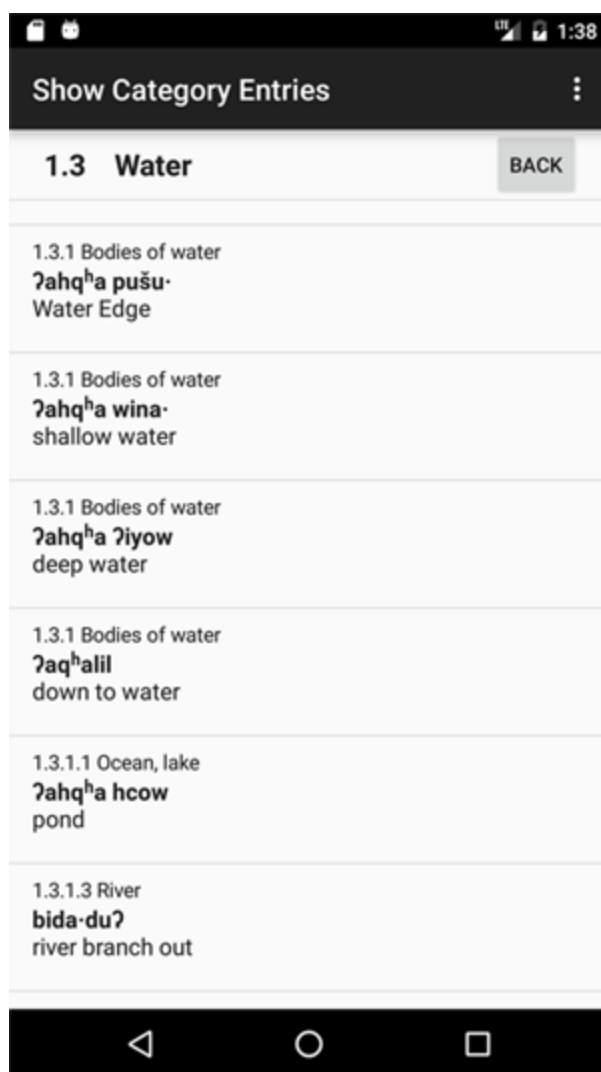 LTE 1:38
Show Category Entries
1.3 Water BACK
1.3.1 Bodies of water
ʔahqʰa pušu·
Water Edge
1.3.1 Bodies of water
ʔahqʰa wina·
shallow water
1.3.1 Bodies of water
ʔahqʰa ʔiyow
deep water
1.3.1 Bodies of water
ʔaqʰalil
down to water
1.3.1.1 Ocean, lake
ʔahqʰa hcow
pond
1.3.1.3 River
bida·duʔ
river branch out